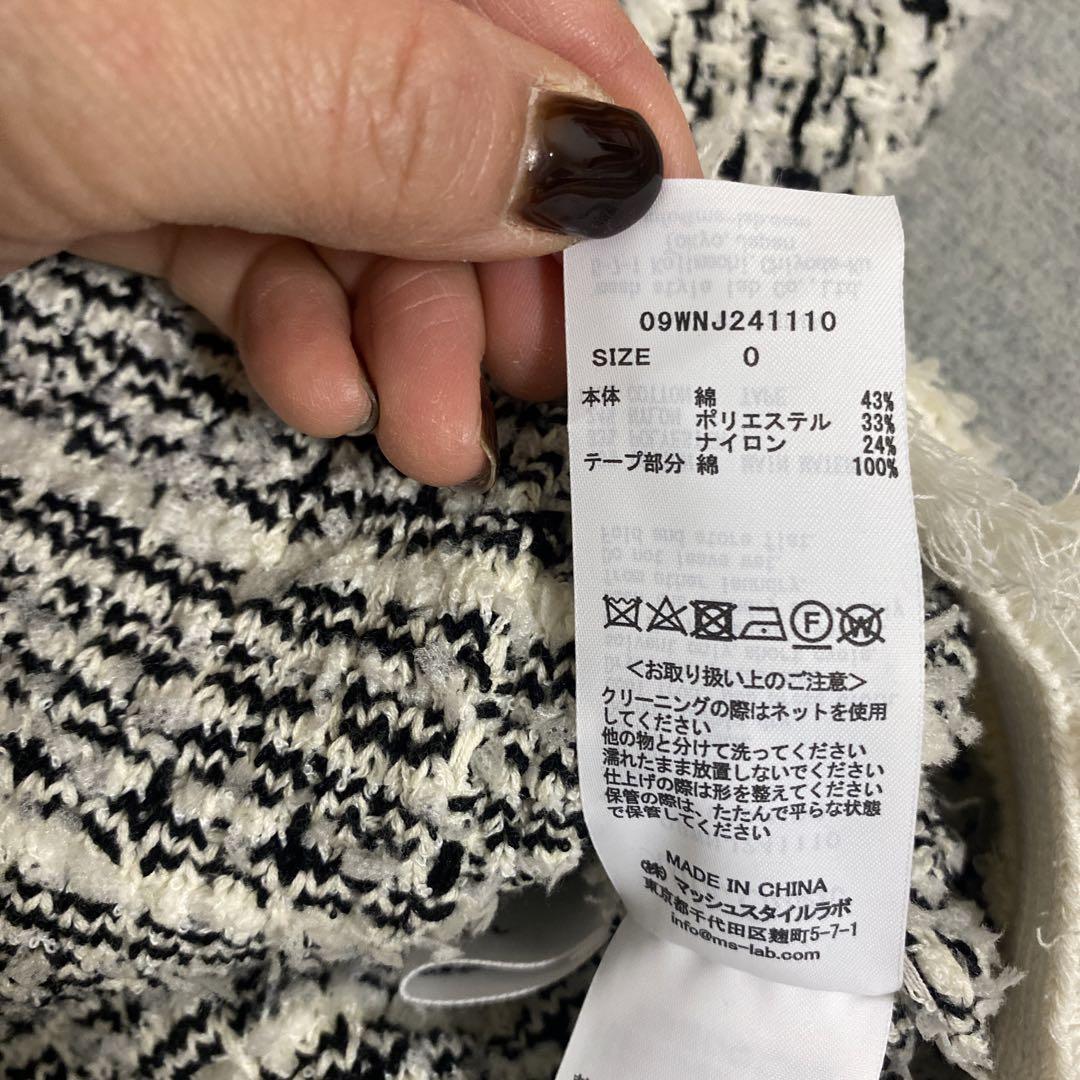 09WNJ241110
SIZE 0
本体 綿 43%
ポリエステル 33%
ナイロン 24%
テープ部分 綿 100%
F
W
<お取り扱い上のご注意>
クリーニングの際はネットを使用
してください
他の物と分けて洗ってください
濡れたまま放置しないでください
仕上げの際は形を整えてください
保管の際は、たたんで平らな状態
で保管してください
MADE IN CHINA
㈱ マッシュスタイルラボ
東京都千代田区麹町5-7-1
info@ms-lab.com